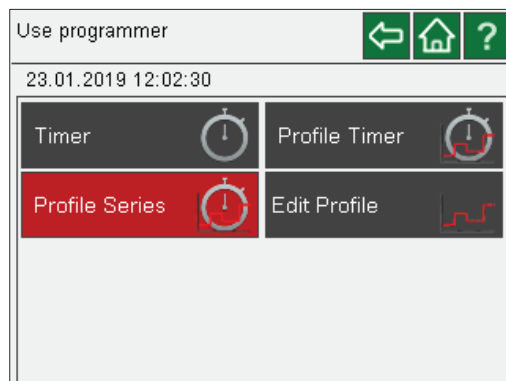 Use programmer
?
23.01.2019 12:02:30
Timer
Profile Timer
Profile Series
Edit Profile